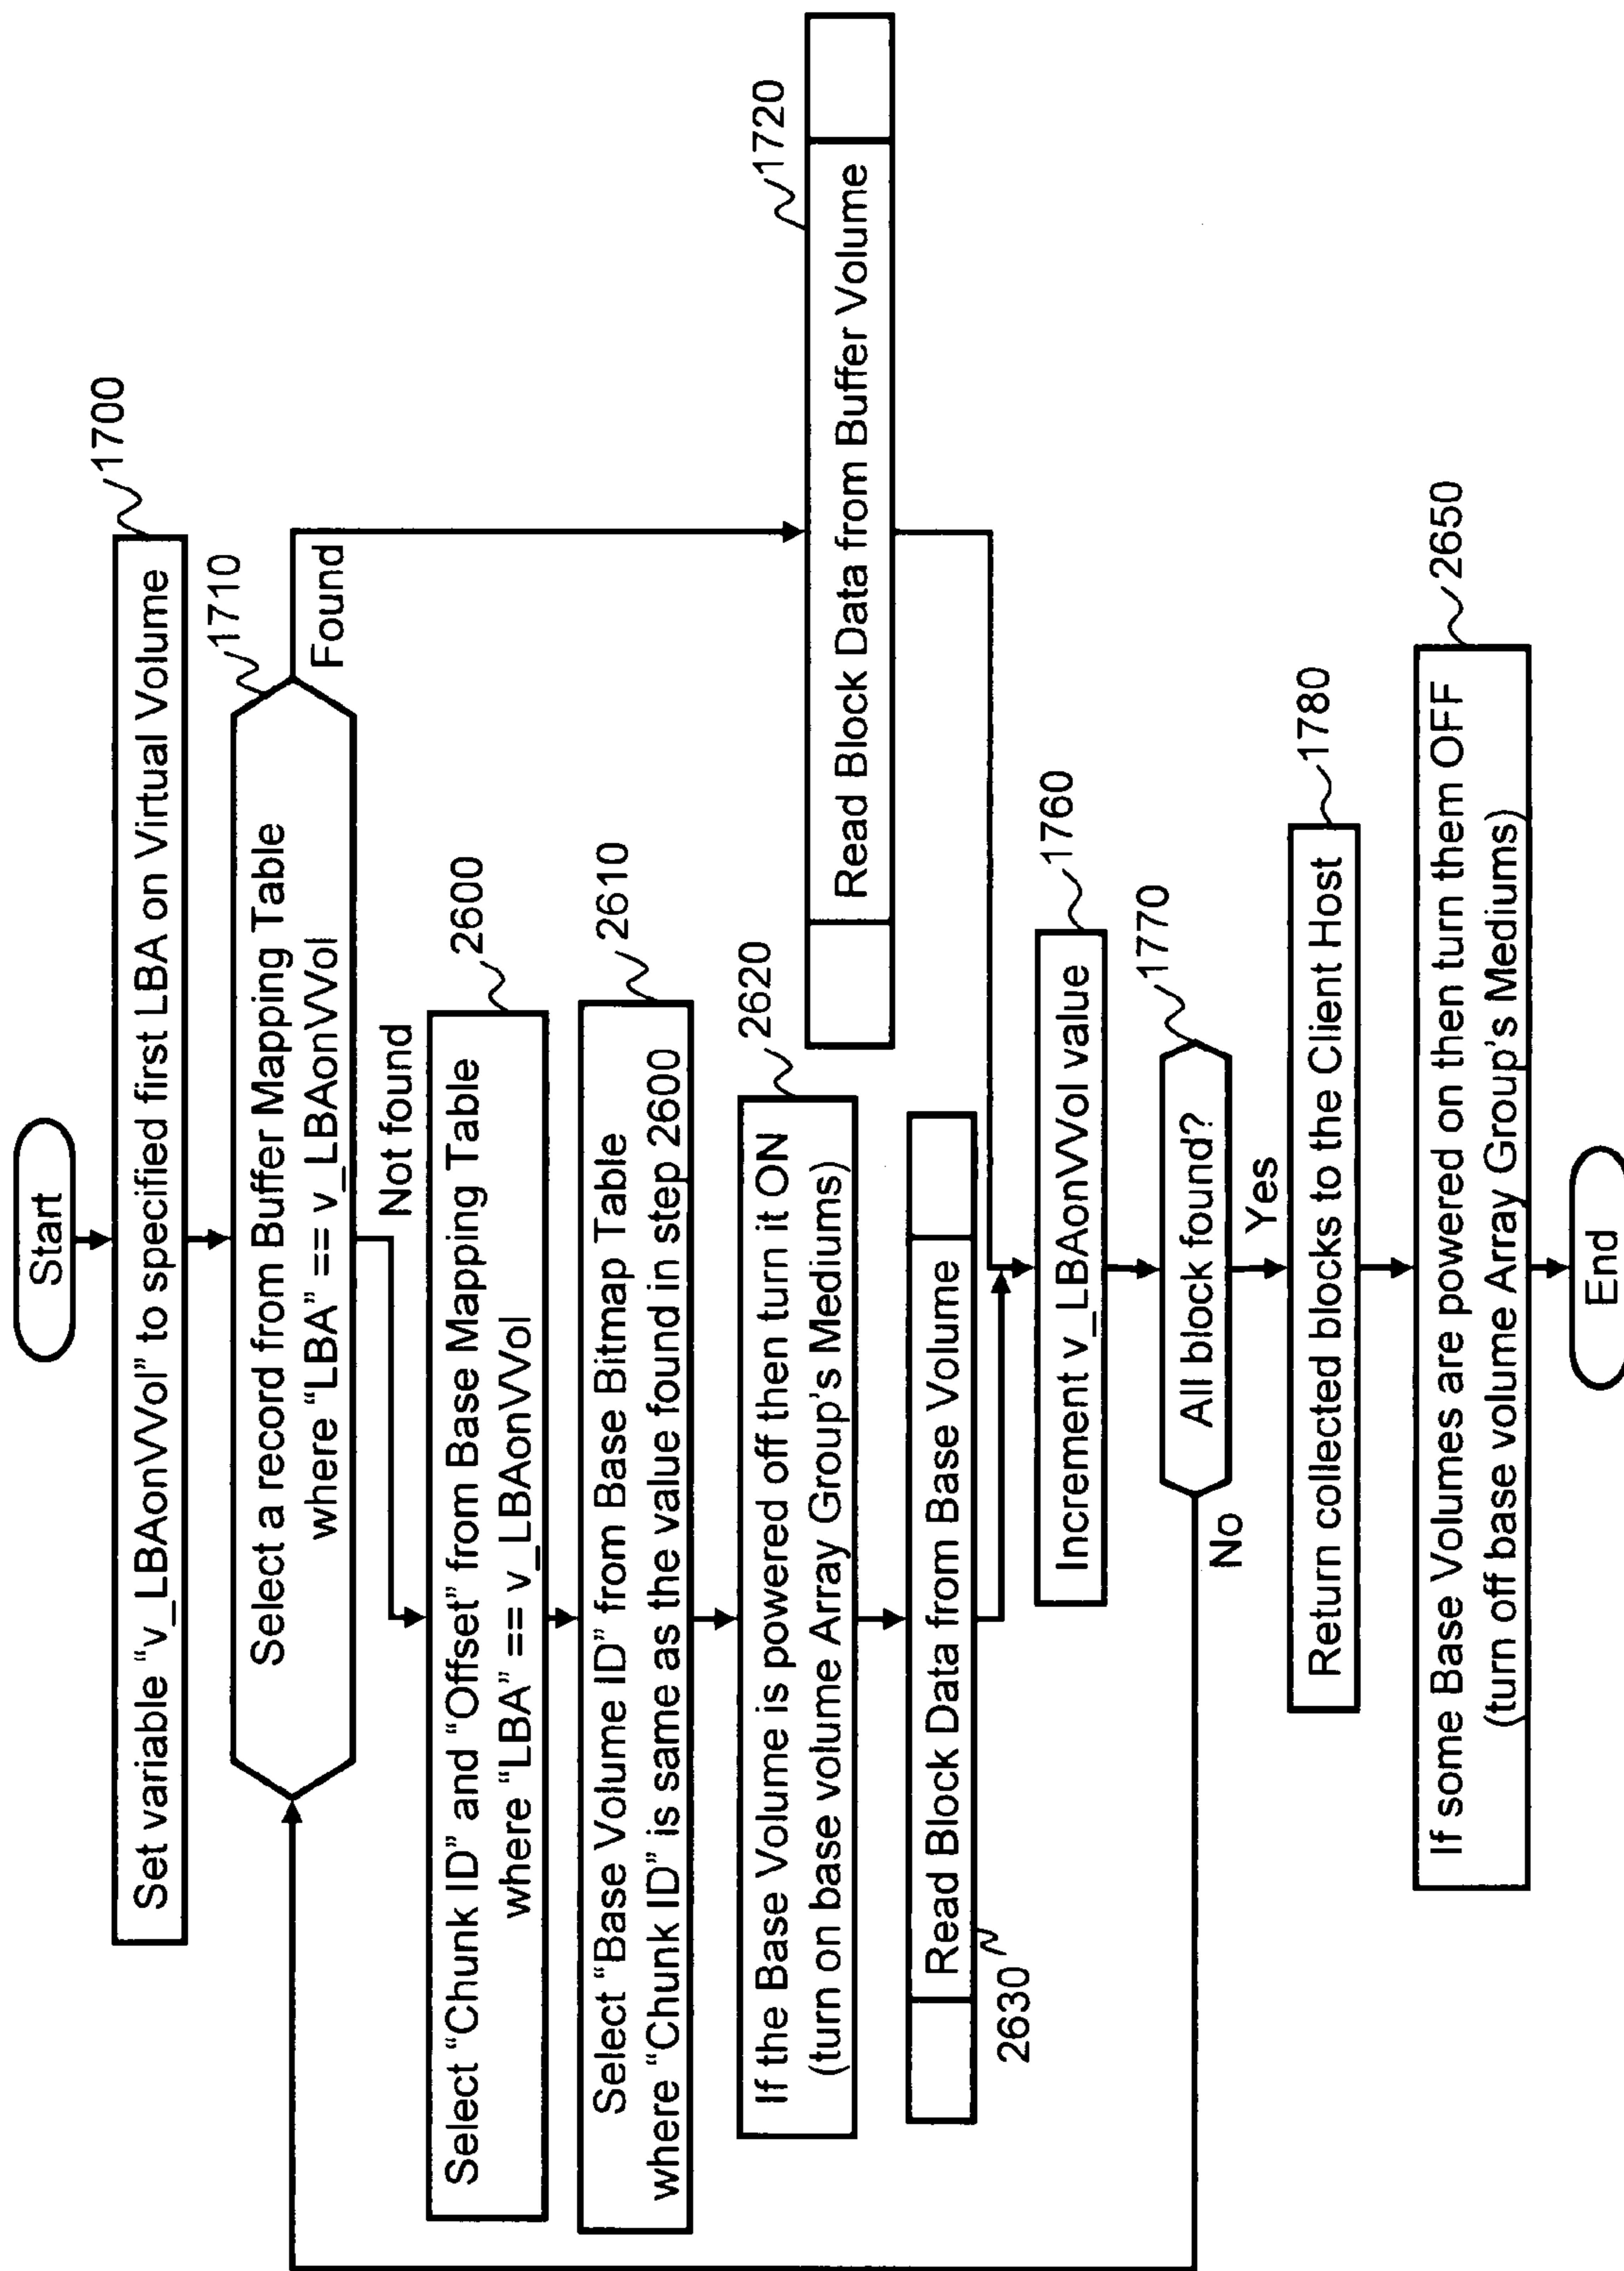 Start
Set variable “v_LBAonVVol” to specified first LBA on Virtual Volume
1700
Select a record from Buffer Mapping Table
where “LBA” == v_LBAonVVol
1710
Found
Not found
Select “Chunk ID” and “Offset” from Base Mapping Table
where “LBA” == v_LBAonVVol
2600
Select “Base Volume ID” from Base Bitmap Table
where “Chunk ID” is same as the value found in step 2600
2610
If the Base Volume is powered off then turn it ON
(turn on base volume Array Group's Mediums)
2620
Read Block Data from Buffer Volume
1720
Read Block Data from Base Volume
2630
Increment v_LBAonVVol value
1760
All block found?
1770
No
Yes
Return collected blocks to the Client Host
1780
If some Base Volumes are powered on then turn them OFF
(turn off base volume Array Group's Mediums)
2650
End